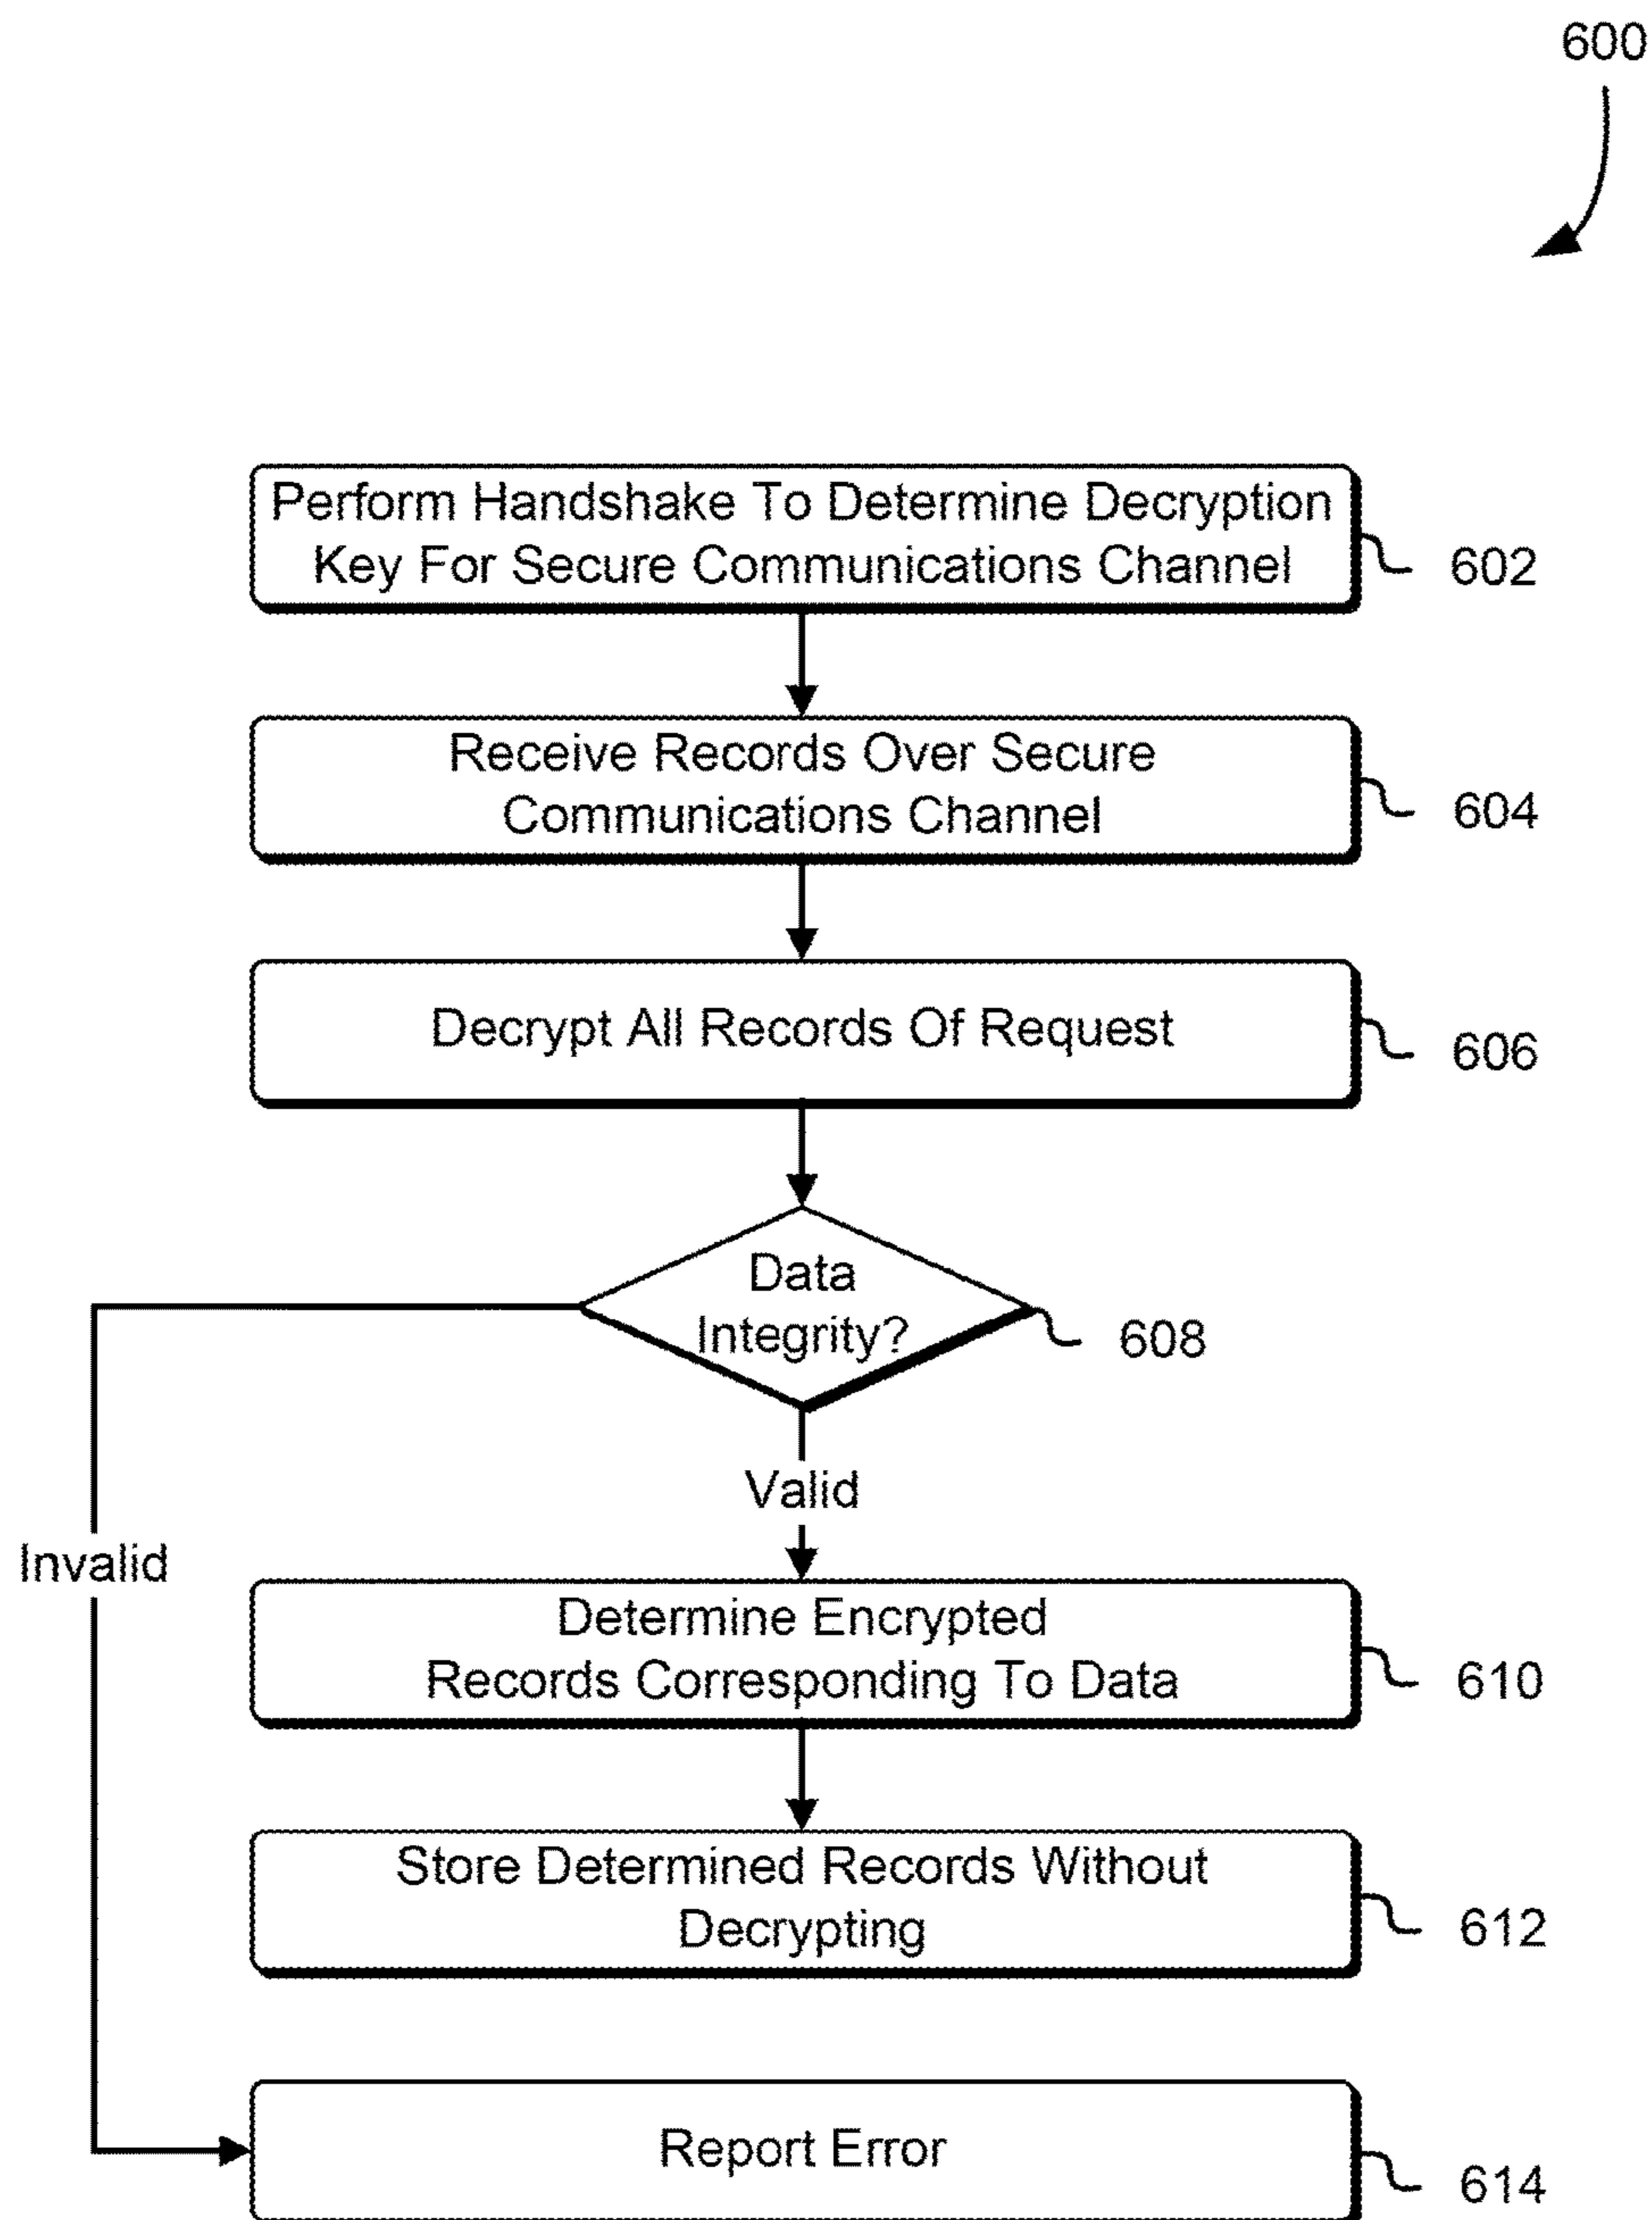 600
Perform Handshake To Determine Decryption
Key For Secure Communications Channel
602
Receive Records Over Secure
Communications Channel
604
Decrypt All Records Of Request
606
Data
Integrity?
608
Valid
Invalid
Determine Encrypted
Records Corresponding To Data
610
Store Determined Records Without
Decrypting
612
Report Error
614